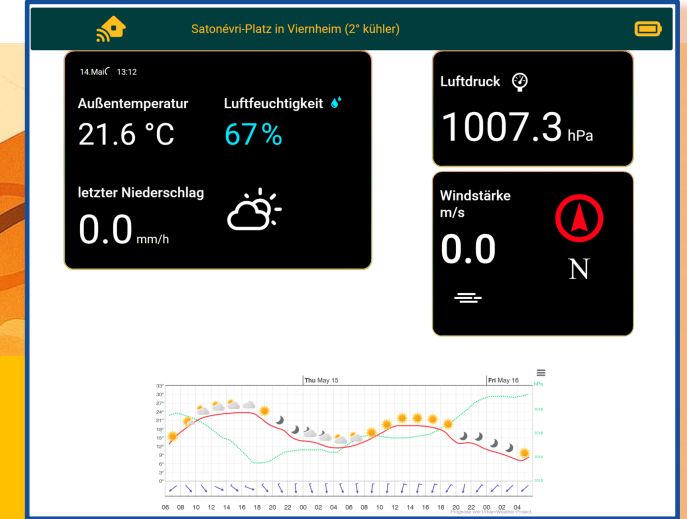 Satonévri-Platz in Viernheim (2° kühler)
14.Mai 13:12
Außentemperatur
Luftfeuchtigkeit
21.6 °C
67%
letzter Niederschlag
0.0 mm/h
Luftdruck
1007.3 hPa
Windstärke
m/s
0.0
N
Thu May 15
Fri May 16
hPa
33°
30°
27°
24°
21°
18°
15°
12°
9°
6°
3°
0°
06 08 10 12 14 16 18 20 22 00 02 04 06 08 10 12 14 16 18 20 22 00 02 04